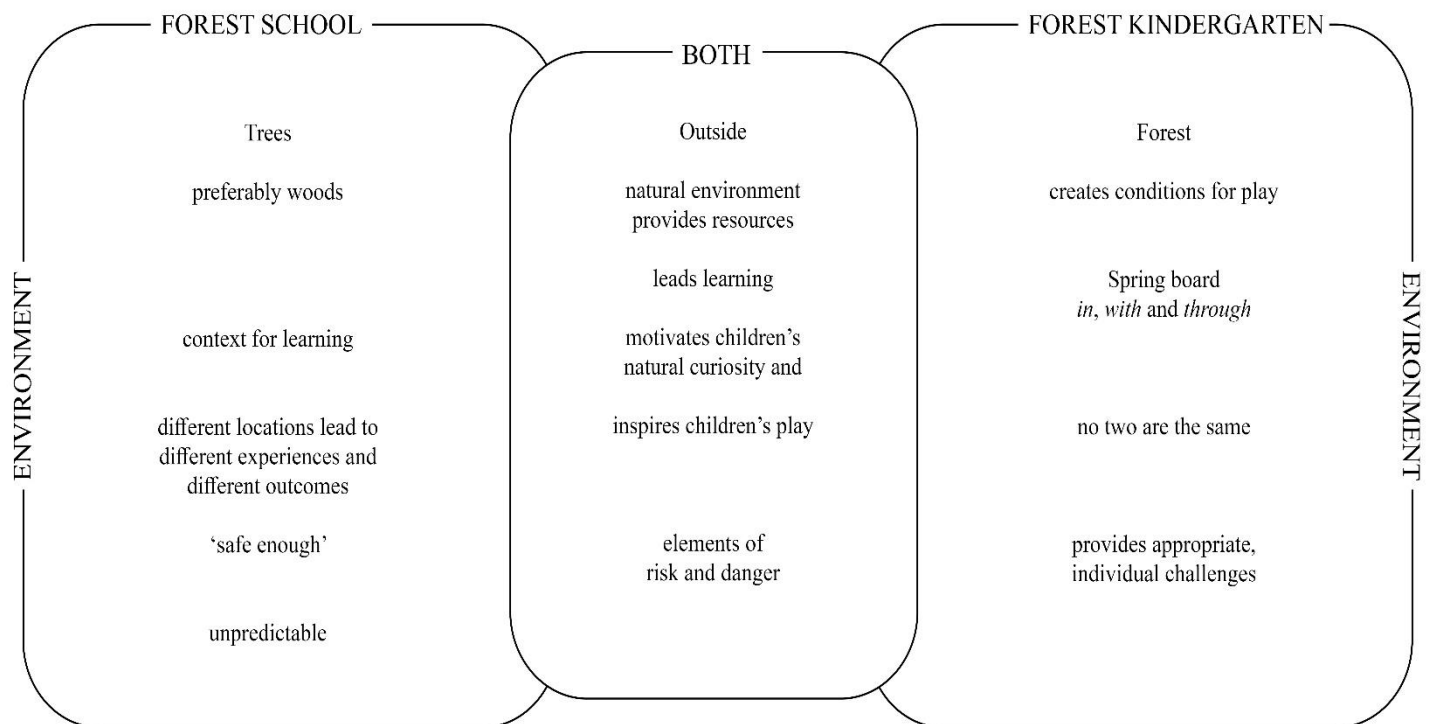 FOREST SCHOOL
BOTH
FOREST KINDERGARTEN
ENVIRONMENT
Trees
preferably woods
context for learning
different locations lead to
different experiences and
different outcomes
‘safe enough’
unpredictable
Outside
natural environment
provides resources
leads learning
motivates children’s
natural curiosity and
inspires children’s play
elements of
risk and danger
Forest
creates conditions for play
Spring board
in, with and through
no two are the same
provides appropriate,
individual challenges
ENVIRONMENT